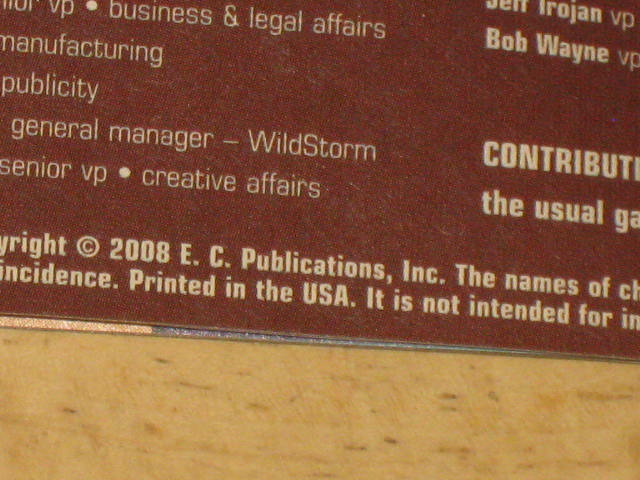 vp • business & legal affairs
manufacturing
publicity
general manager – WildStorm
senior vp • creative affairs
Jeff Trojan vp
Bob Wayne vp
CONTRIBUTI
the usual ga
yright © 2008 E. C. Publications, Inc. The names of ch
incidence. Printed in the USA. It is not intended for in